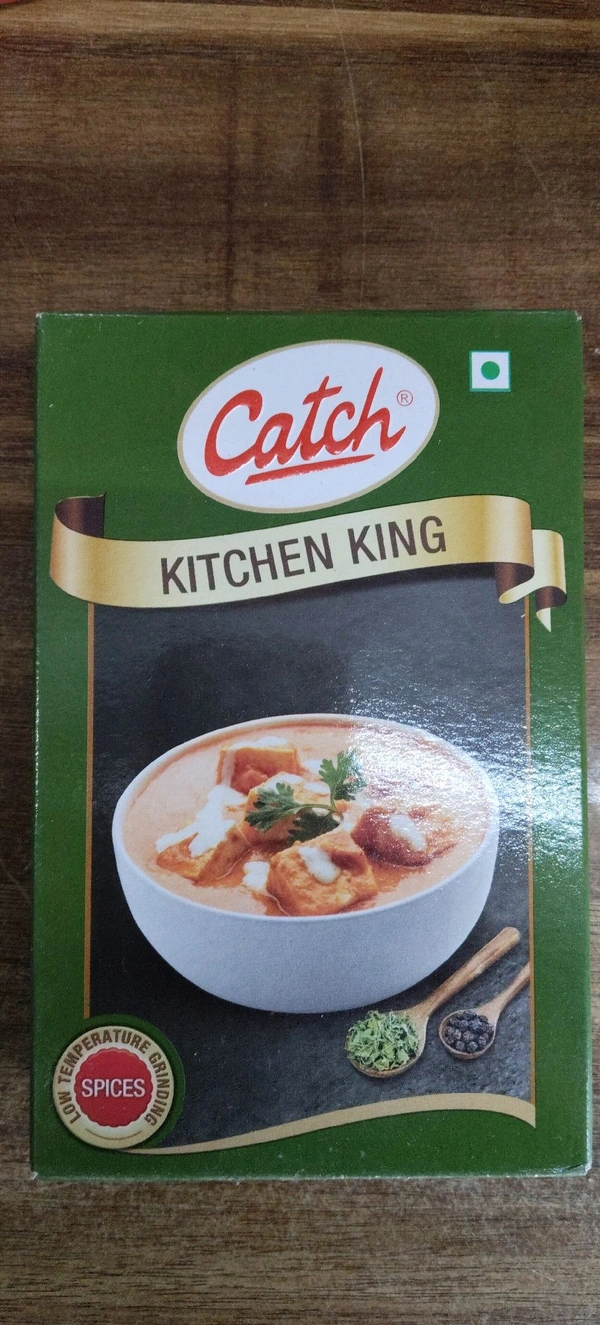 Catch®
KITCHEN KING
LOW TEMPERATURE GRINDING
SPICES